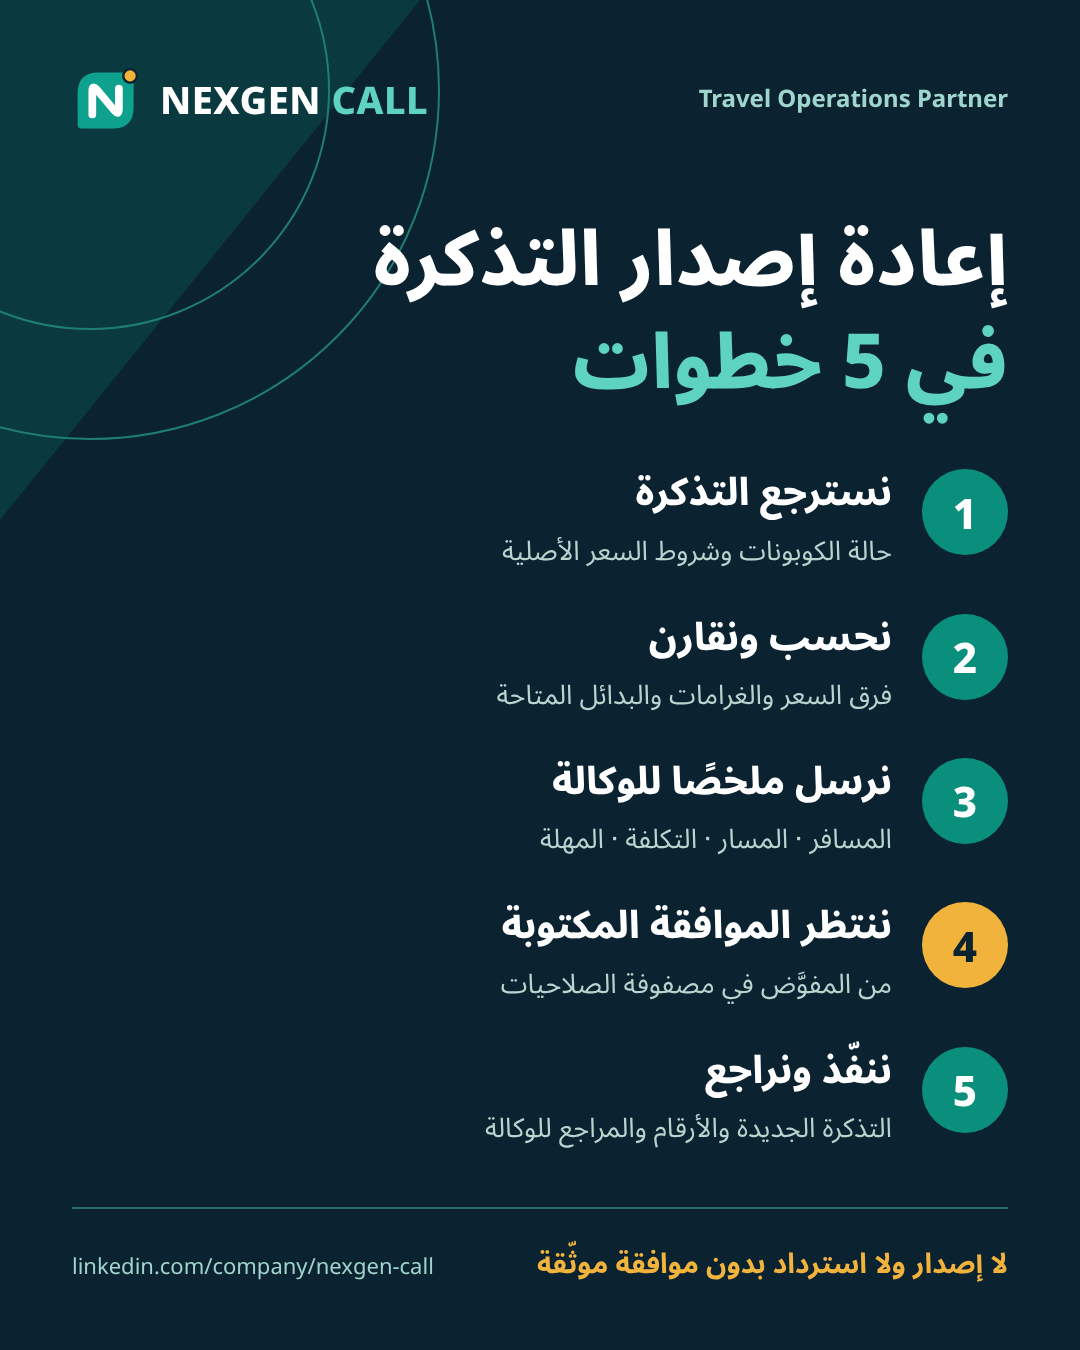 NEXGEN CALL
Travel Operations Partner
إعادة إصدار التذكرة
في 5 خطوات
1
نسترجع التذكرة
حالة الكوبونات وشروط السعر الأصلية
2
نحسب ونقارن
فرق السعر والغرامات والبدائل المتاحة
3
نرسل ملخصًا للوكالة
المسافر · المسار · التكلفة · المهلة
4
ننتظر الموافقة المكتوبة
من المفوَّض في مصفوفة الصلاحيات
5
ننفّذ ونراجع
التذكرة الجديدة والأرقام والمراجع للوكالة
لا إصدار ولا استرداد بدون موافقة موثّقة
linkedin.com/company/nexgen-call